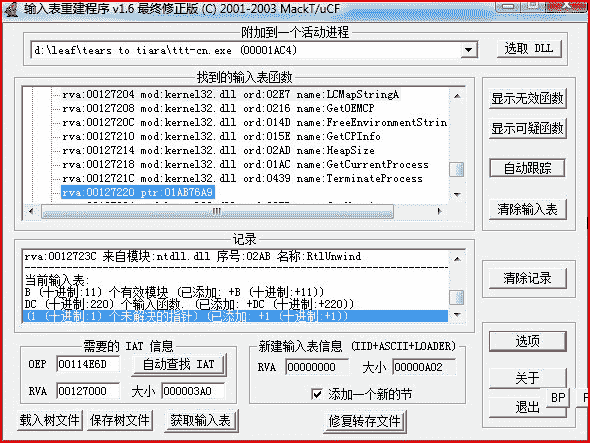 输入表重建程序 v1.6 最终修正版 (C) 2001-2003 MackT/uCF
附加到一个活动进程
d:\leaf\tears to tiara\ttt-cn.exe (00001AC4)
选取 DLL
找到的输入表函数
rva:00127204 mod:kernel32.dll ord:02E7 name:LCMapStringA
rva:00127208 mod:kernel32.dll ord:0216 name:GetOEMCP
rva:0012720C mod:kernel32.dll ord:014D name:FreeEnvironmentStrin
rva:00127210 mod:kernel32.dll ord:015E name:GetCPInfo
rva:00127214 mod:kernel32.dll ord:02AD name:HeapSize
rva:00127218 mod:kernel32.dll ord:01AC name:GetCurrentProcess
rva:0012721C mod:kernel32.dll ord:0439 name:TerminateProcess
rva:00127220 ptr:01AB76A9
显示无效函数
显示可疑函数
自动跟踪
清除输入表
记录
rva:0012723C 来自模块:ntdll.dll 序号:02AB 名称:RtlUnwind
当前输入表:
B (十进制:11) 个有效模块 (已添加: +B (十进制:+11))
DC (十进制:220) 个输入函数. (已添加: +DC (十进制:+220))
(1 (十进制:1) 个未解决的指针) (已添加: +1 (十进制:+1))
清除记录
需要的 IAT 信息
OEP 00114E6D 自动查找 IAT
RVA 00127000 大小 000003A0
新建输入表信息 (IID+ASCII+LOADER)
RVA 00000000 大小 00000A02
添加一个新的节
载入树文件 保存树文件 获取输入表 修复转存文件
选项
关于
退出
BP